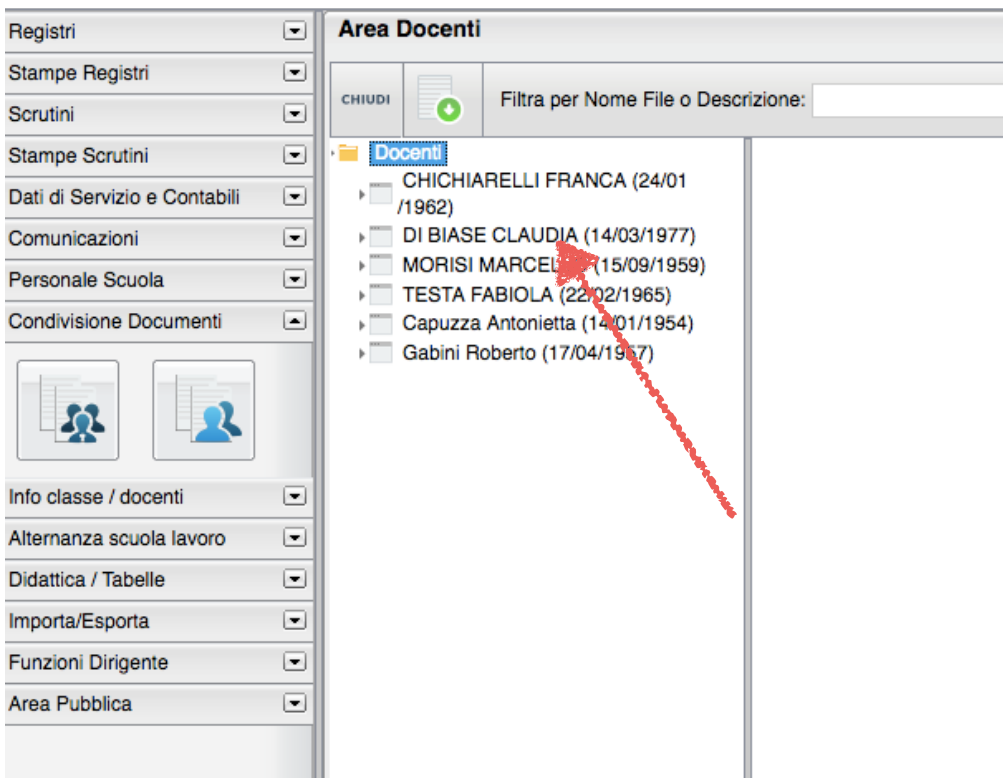 Registri
Stampe Registri
Scrutini
Stampe Scrutini
Dati di Servizio e Contabili
Comunicazioni
Personale Scuola
Condivisione Documenti
Info classe / docenti
Alternanza scuola lavoro
Didattica / Tabelle
Importa/Esporta
Funzioni Dirigente
Area Pubblica
Area Docenti
CHIUDI
Filtra per Nome File o Descrizione:
Docenti
CHICHIARELLI FRANCA (24/01
/1962)
DI BIASE CLAUDIA (14/03/1977)
MORISI (15/09/1959)
TESTA FABIOLA (22/02/1965)
Capuzza Antonietta (14/01/1954)
Gabini Roberto (17/04/1957)